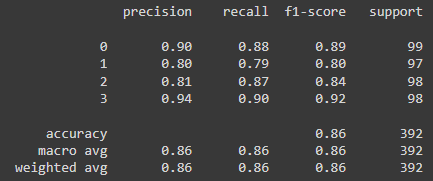 precision recall f1-score support
0 0.90 0.88 0.89 99
1 0.80 0.79 0.80 97
2 0.81 0.87 0.84 98
3 0.94 0.90 0.92 98
accuracy 0.86 392
macro avg 0.86 0.86 0.86 392
weighted avg 0.86 0.86 0.86 392